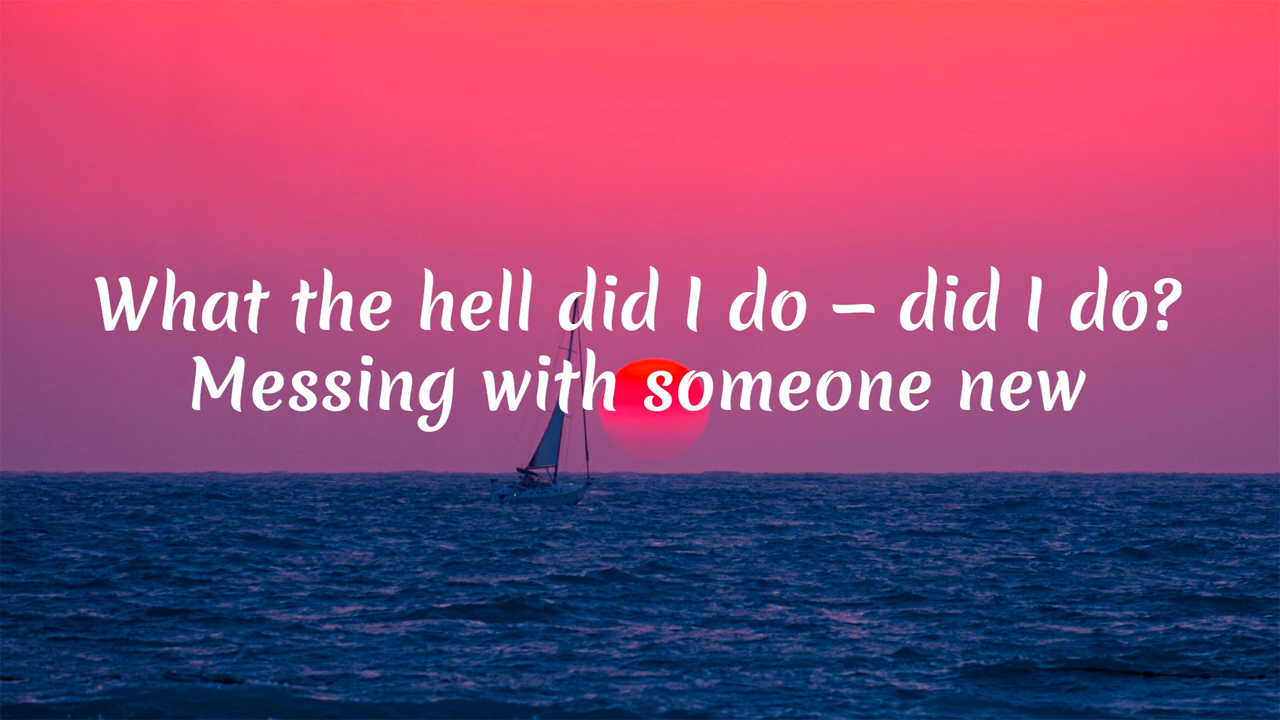 What the hell did I do – did I do?
Messing with someone new